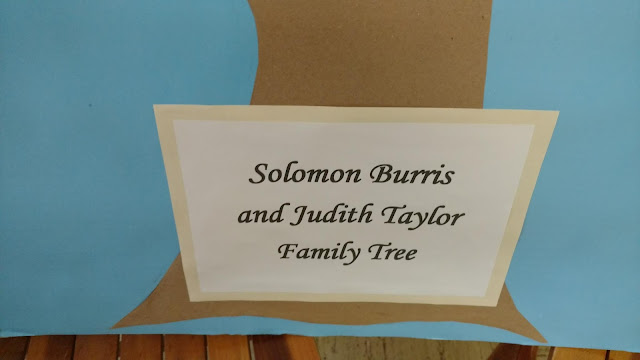 Solomon Burris
and Judith Taylor
Family Tree